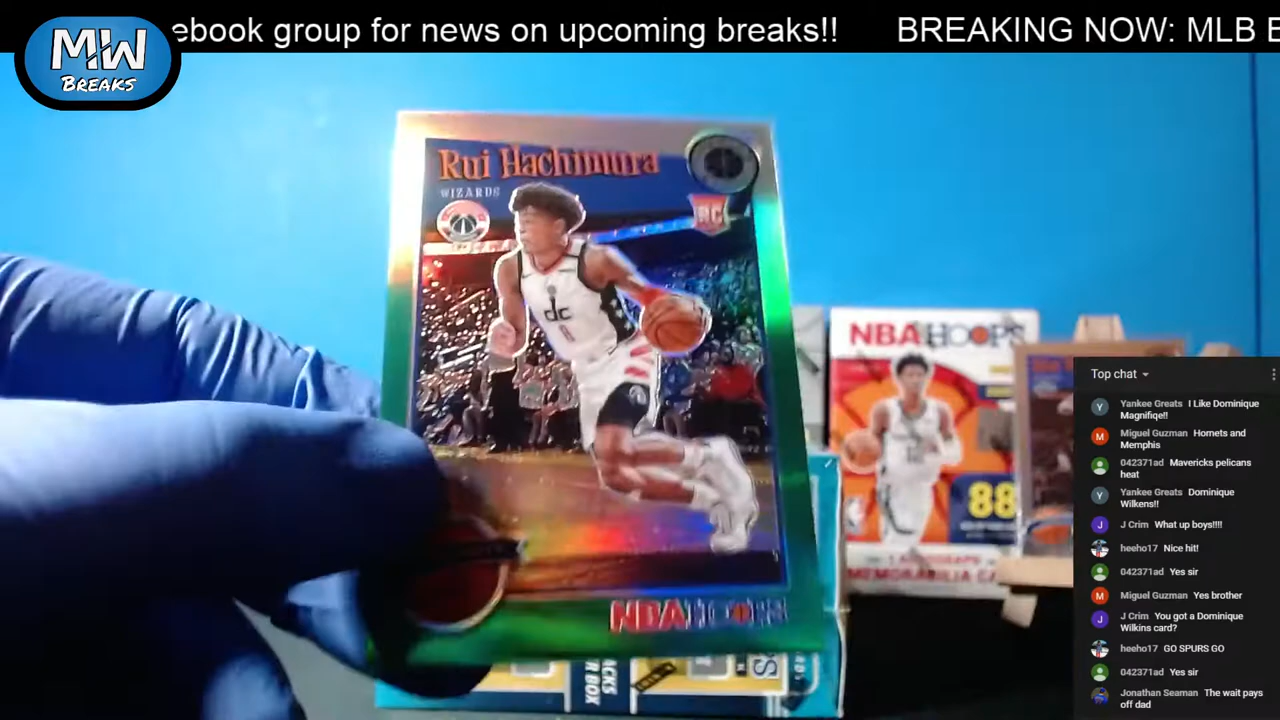 ebook group for news on upcoming breaks!! BREAKING NOW: MLB
MW
BREAKS
Rui Hachimura
WIZARDS
RC
dc
8
NBA HOOPS
NBA HOOPS
88
MEMORABILIA
Top chat
Yankee Greats I Like Dominique
Magnifiqe!!
Miguel Guzman Hornets and
Memphis
042371ad Mavericks pelicans
heat
Yankee Greats Dominique
Wilkens!!
J Crim What up boys!!!!
heeho17 Nice hit!
042371ad Yes sir
Miguel Guzman Yes brother
J Crim You got a Dominique
Wilkins card?
heeho17 GO SPURS GO
042371ad Yes sir
Jonathan Seaman The wait pays
off dad